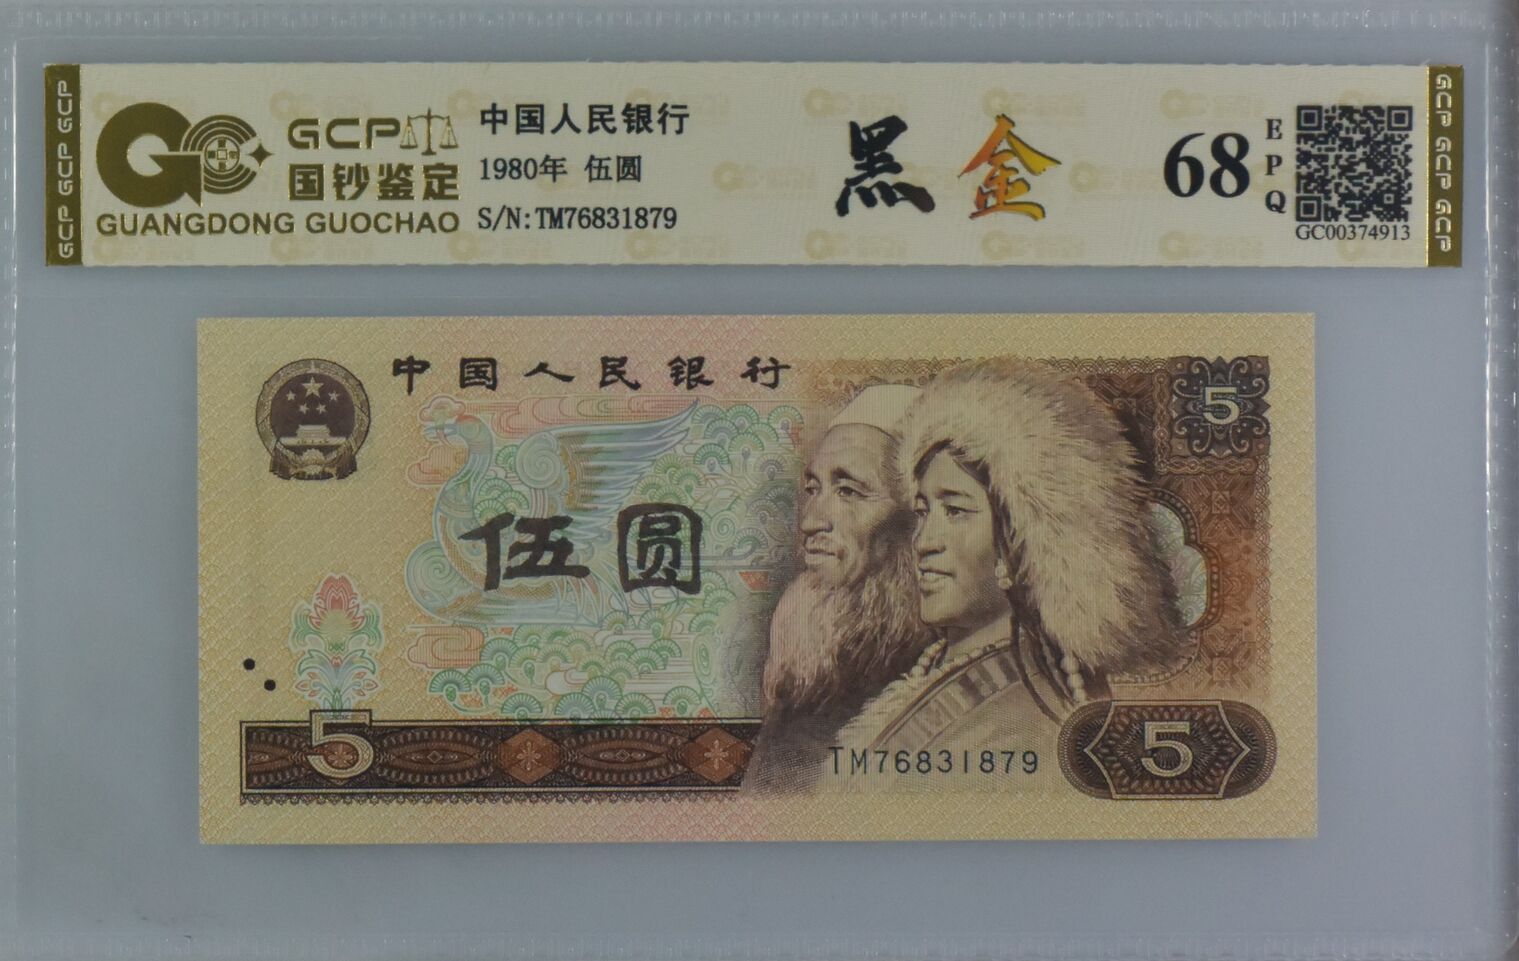 GCP GCP GCP
GCP
国钞鉴定
GUANGDONG GUOCHAO
中国人民银行
1980年 伍圆
S/N:TM76831879
黑金
68
EPQ
GC00374913
GCP GCP GCP
中国人民银行
5
伍圆
5
TM76831879
5